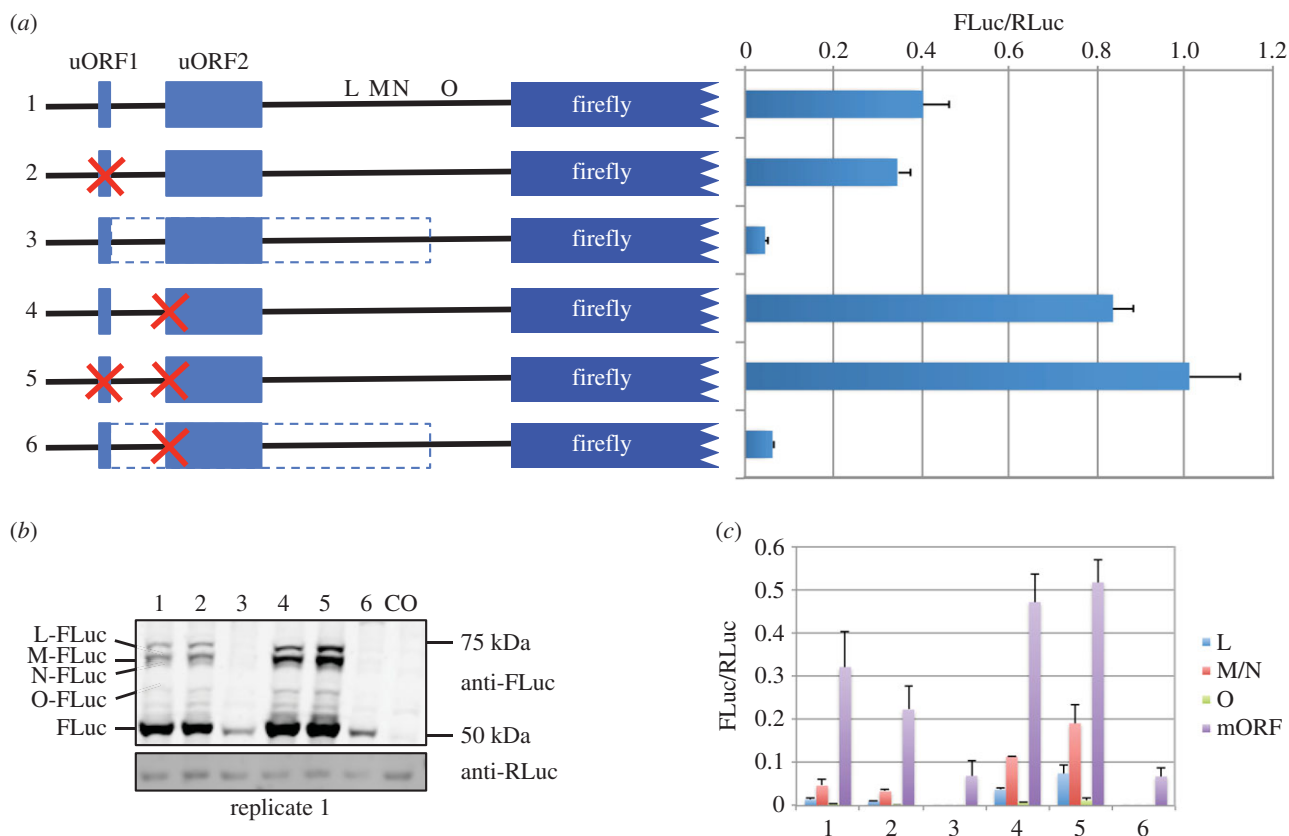 (a)
FLuc/RLuc
0 0.2 0.4 0.6 0.8 1.0 1.2
uORF1 uORF2
L MN O
1 firefly
2 firefly
3 firefly
4 firefly
5 firefly
6 firefly
(b)
1 2 3 4 5 6 CO
L-FLuc
M-FLuc
N-FLuc
O-FLuc
FLuc
75 kDa
anti-FLuc
50 kDa
anti-RLuc
replicate 1
(c)
FLuc/RLuc
0.6
0.5
0.4
0.3
0.2
0.1
0
1 2 3 4 5 6
L
M/N
O
mORF